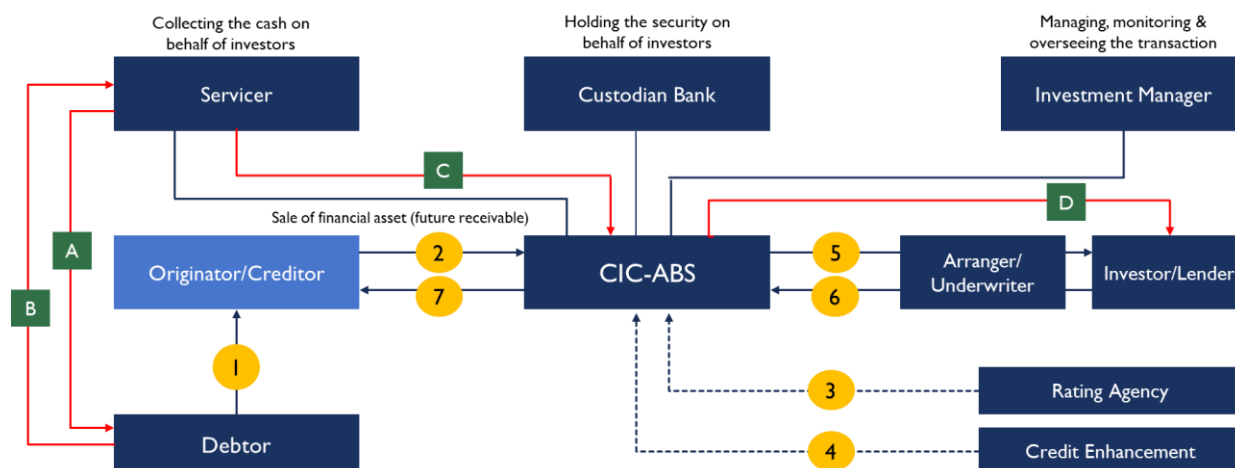 Collecting the cash on
behalf of investors
Holding the security on
behalf of investors
Managing, monitoring &
overseeing the transaction
Servicer
Custodian Bank
Investment Manager
C
D
A
B
Sale of financial asset (future receivable)
Originator/Creditor
2
7
CIC-ABS
5
6
Arranger/
Underwriter
Investor/Lender
1
3
Rating Agency
Debtor
4
Credit Enhancement